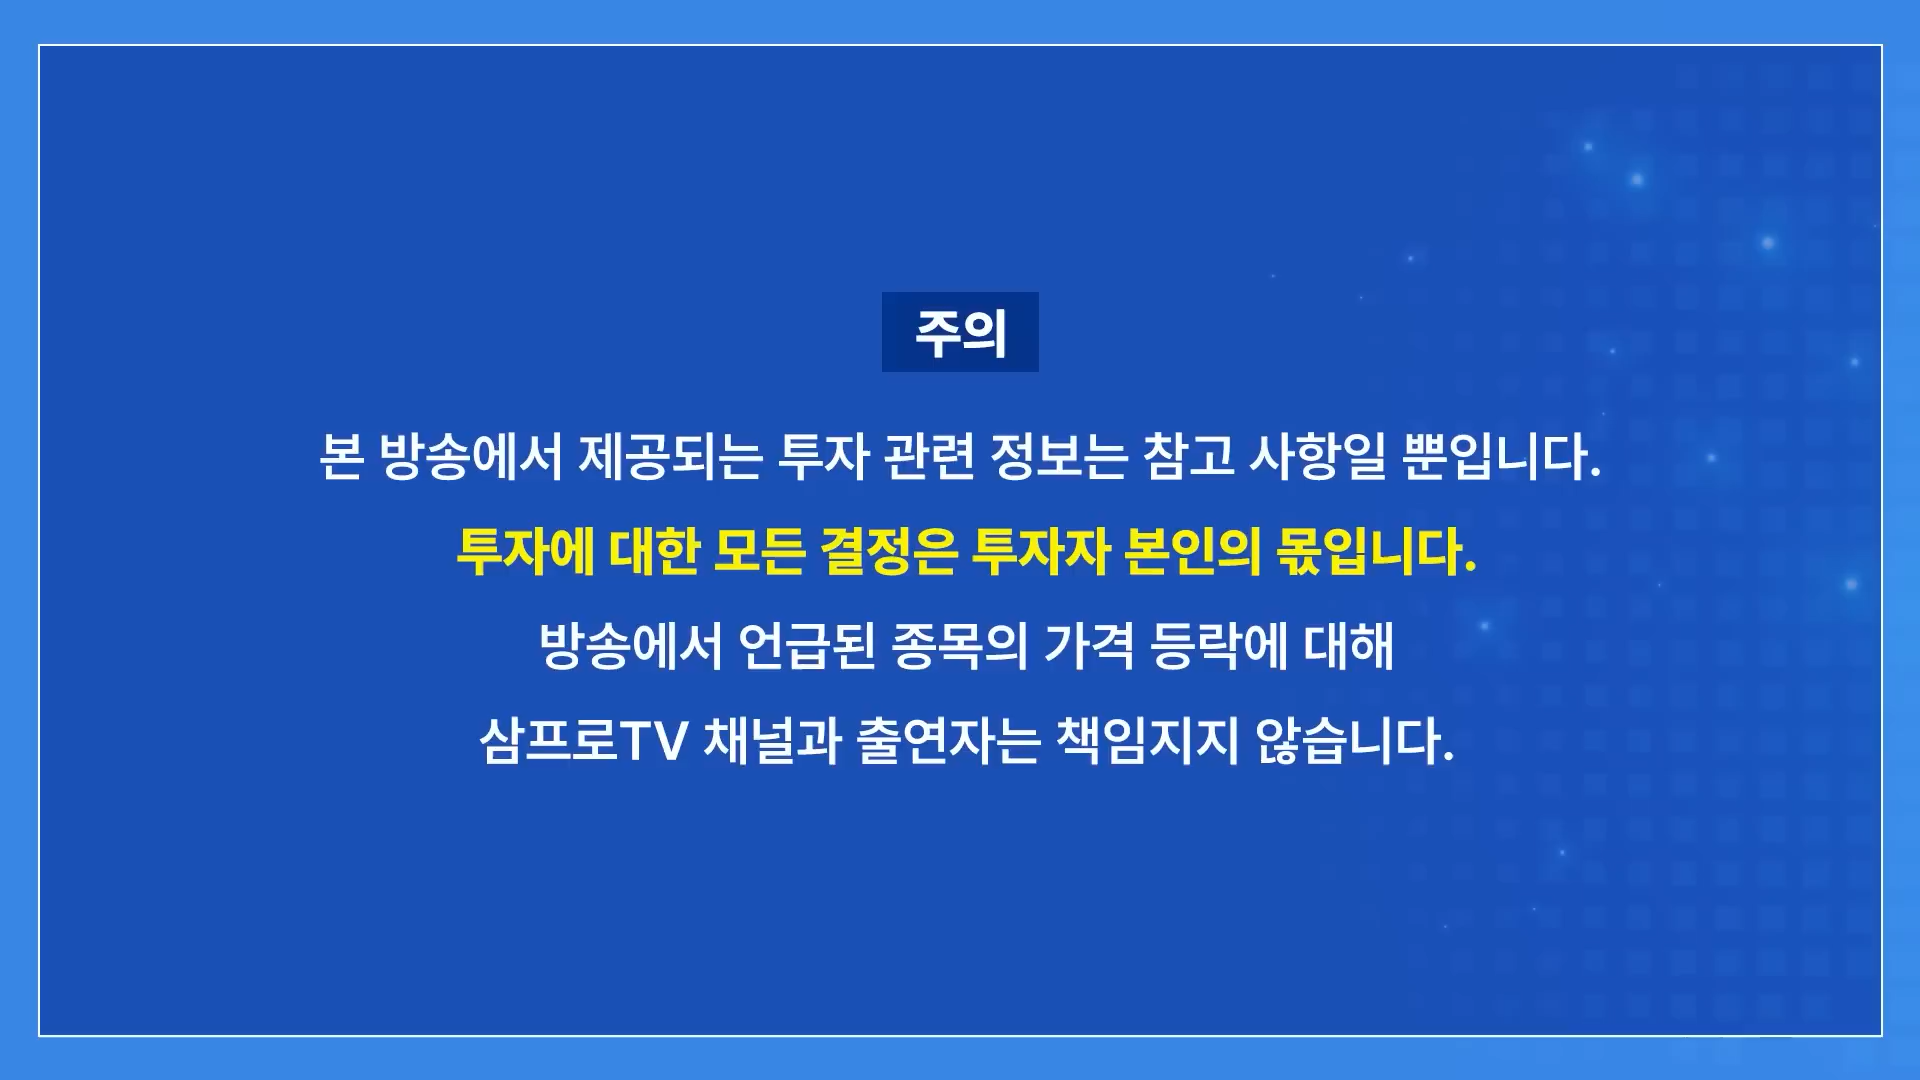 주의
본 방송에서 제공되는 투자 관련 정보는 참고 사항일 뿐입니다.
투자에 대한 모든 결정은 투자자 본인의 몫입니다.
방송에서 언급된 종목의 가격 등락에 대해
삼프로TV 채널과 출연자는 책임지지 않습니다.